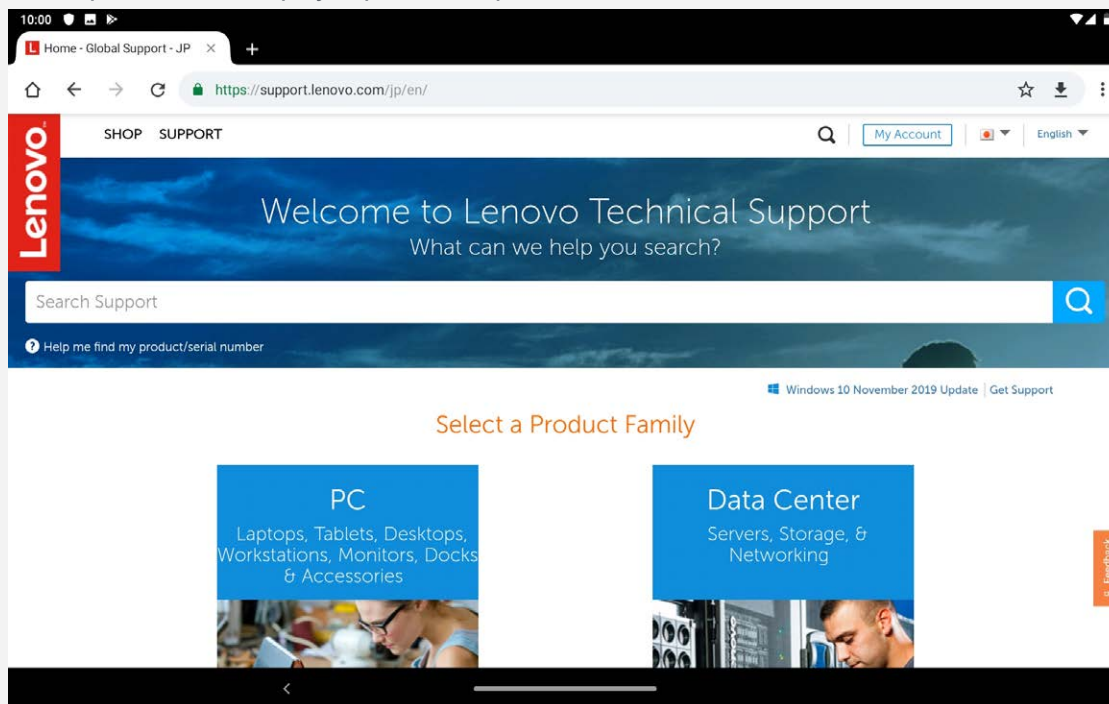 10:00
Home - Global Support - JP
https://support.lenovo.com/jp/en/
Lenovo
SHOP SUPPORT
My Account
English
Welcome to Lenovo Technical Support
What can we help you search?
Search Support
Help me find my product/serial number
Windows 10 November 2019 Update | Get Support
Select a Product Family
PC
Laptops, Tablets, Desktops,
Workstations, Monitors, Docks
& Accessories
Data Center
Servers, Storage, &
Networking
Feedback